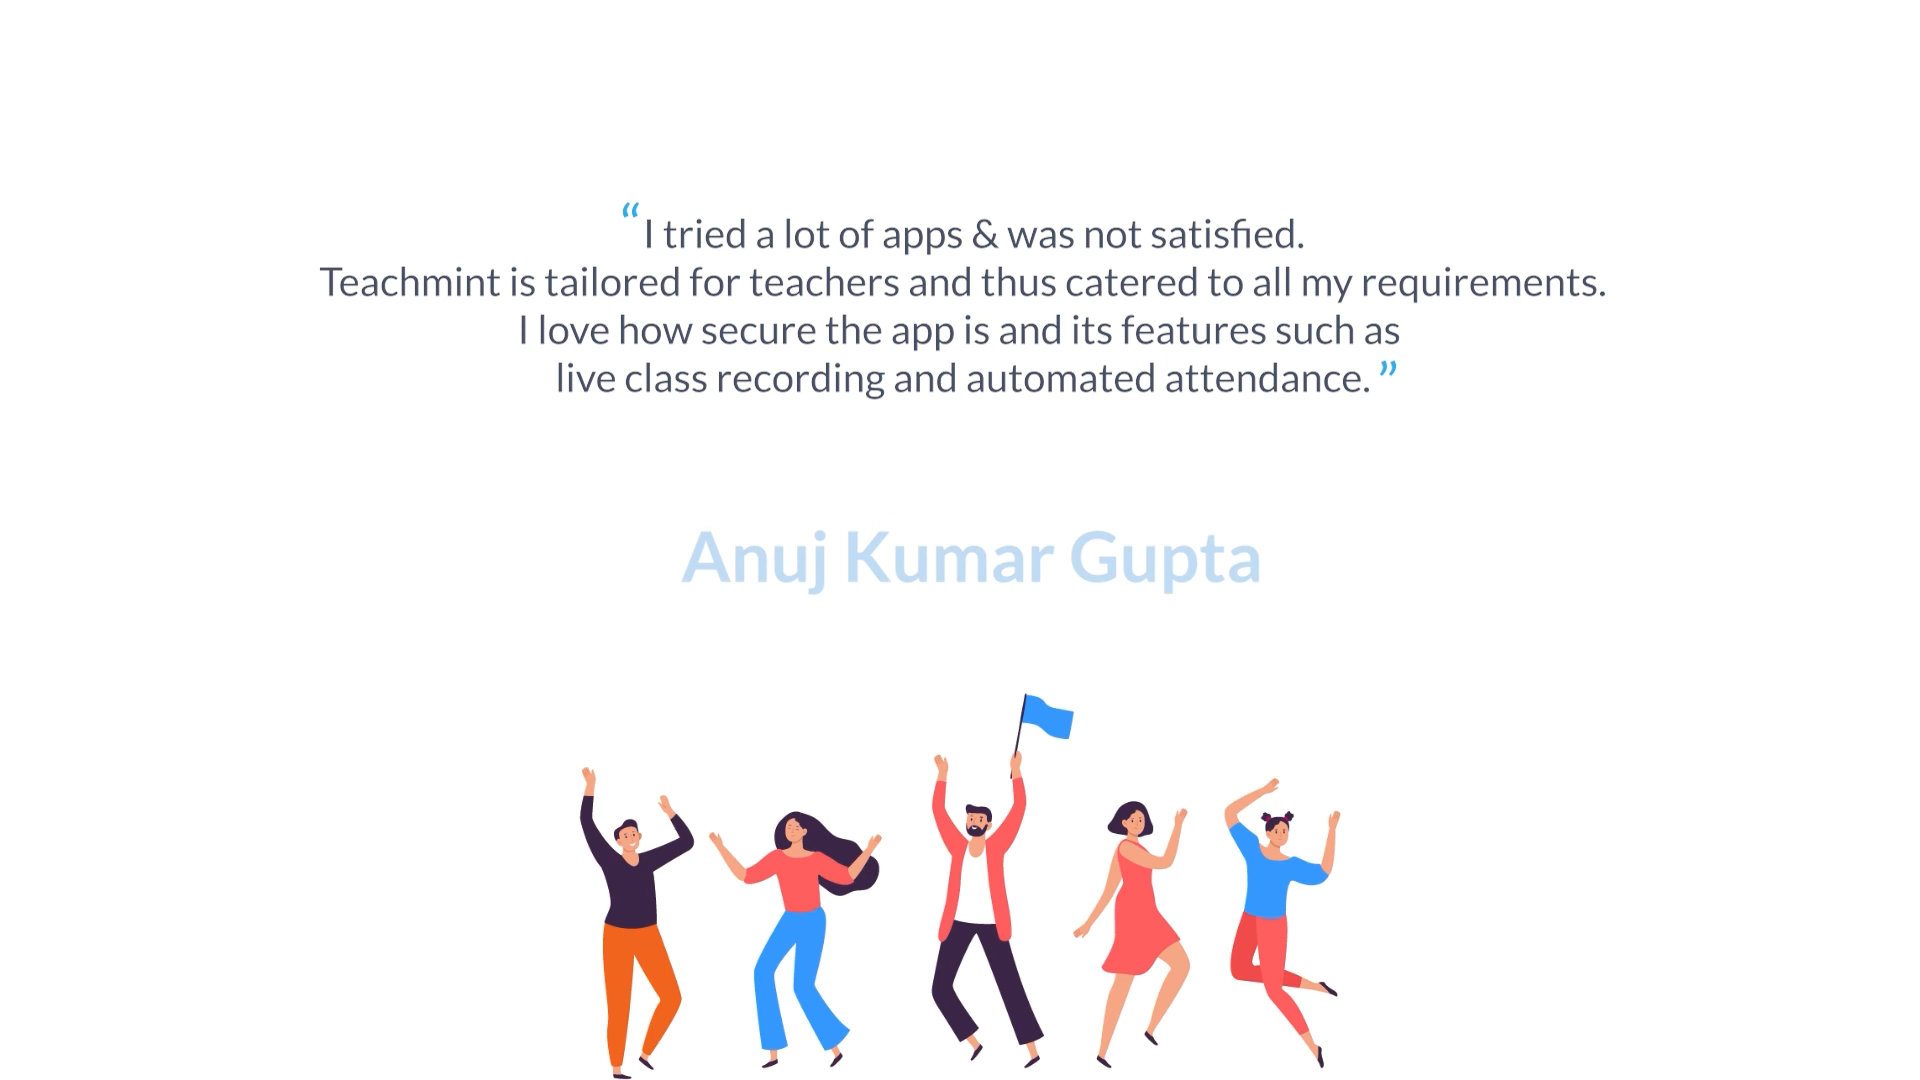 “I tried a lot of apps & was not satisfied.
Teachmint is tailored for teachers and thus catered to all my requirements.
I love how secure the app is and its features such as
live class recording and automated attendance.”
Anuj Kumar Gupta